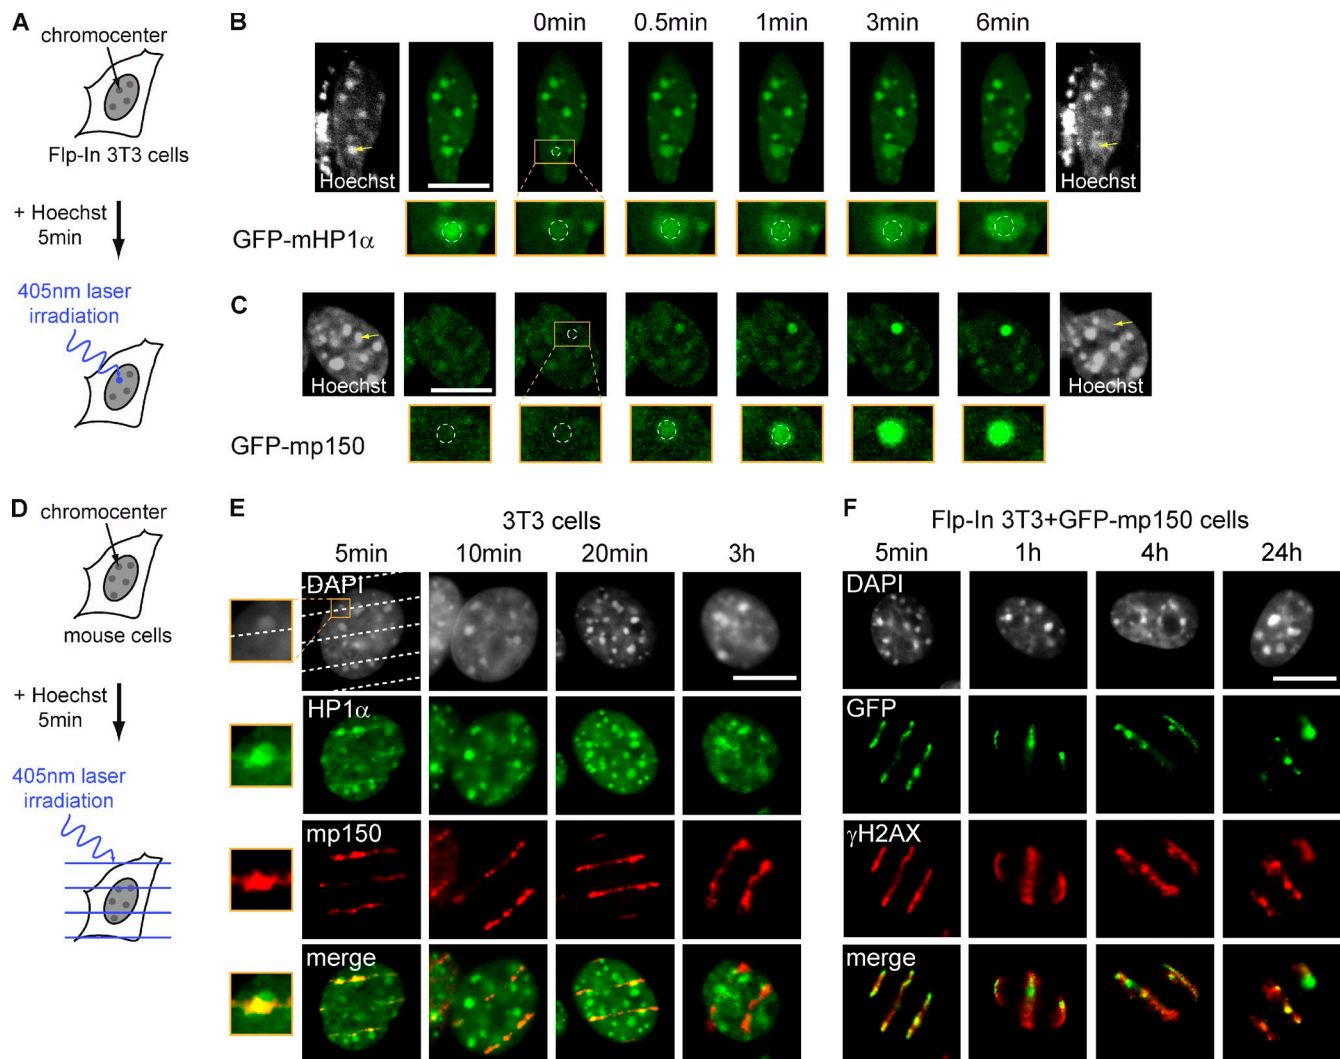 A
chromocenter
Flp-In 3T3 cells
+ Hoechst
5min
405nm laser
irradiation
B
0min
0.5min
1min
3min
6min
Hoechst
Hoechst
GFP-mHP1α
C
Hoechst
Hoechst
GFP-mp150
D
chromocenter
mouse cells
+ Hoechst
5min
405nm laser
irradiation
E
3T3 cells
5min
10min
20min
3h
DAPI
HP1α
mp150
merge
F
Flp-In 3T3+GFP-mp150 cells
5min
1h
4h
24h
DAPI
GFP
γH2AX
merge